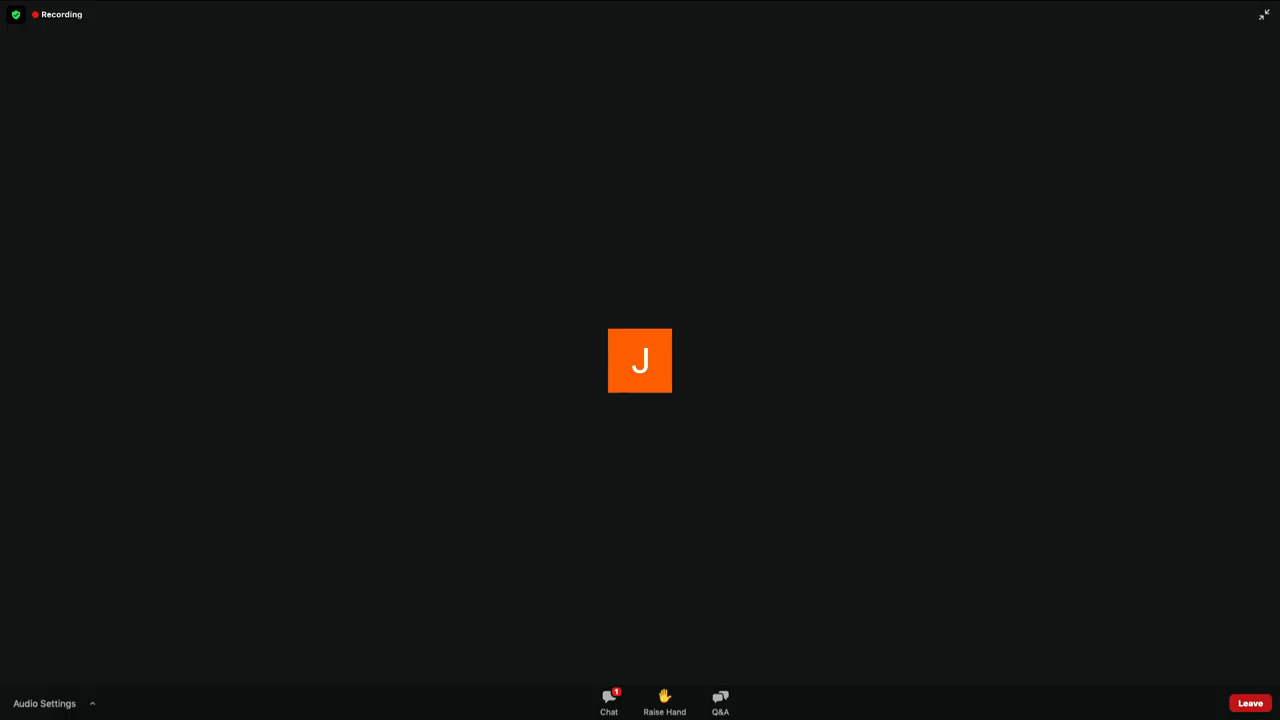 Recording
J
Audio Settings
1
Chat
Raise Hand
Q&A
Leave